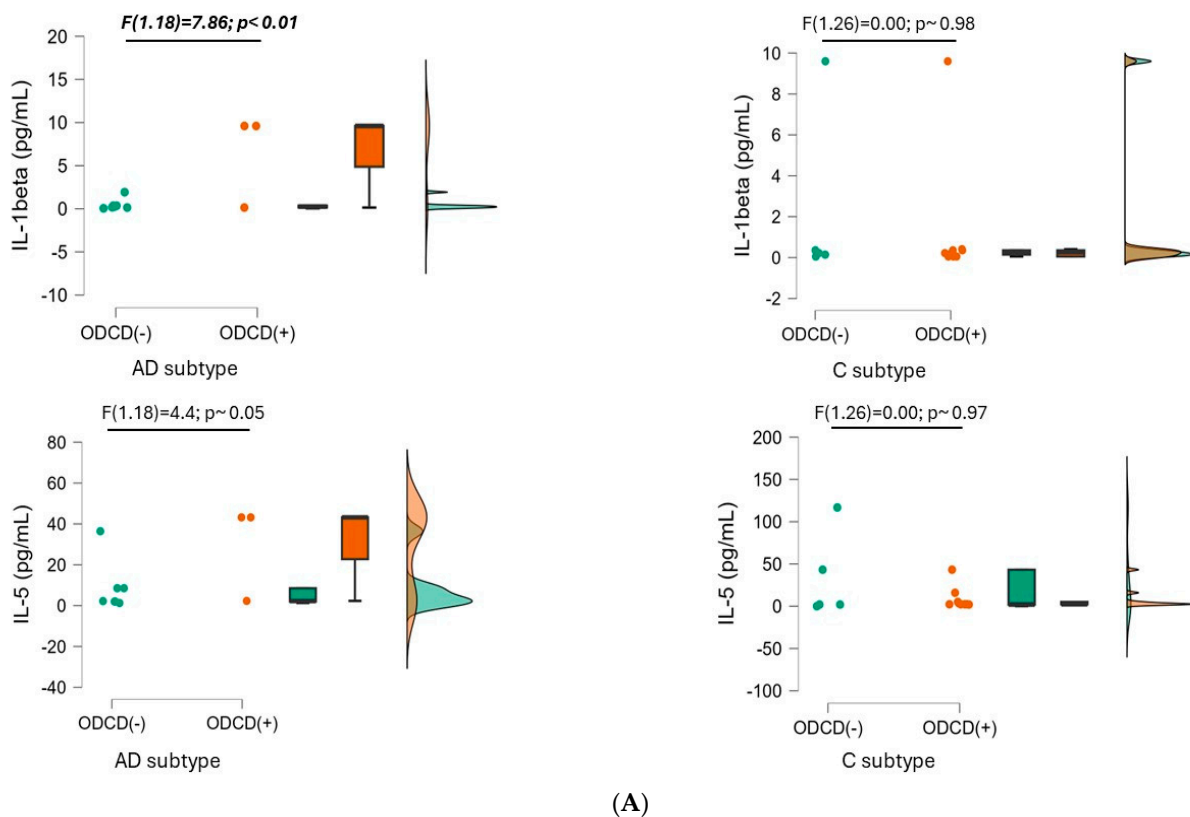 F(1.18)=7.86; p< 0.01
20
15
10
5
0
-5
-10
IL-1beta (pg/mL)
ODCD(-) ODCD(+)
AD subtype
F(1.26)=0.00; p~ 0.98
10
8
6
4
2
0
-2
IL-1beta (pg/mL)
ODCD(-) ODCD(+)
C subtype
F(1.18)=4.4; p~ 0.05
80
60
40
20
0
-20
-40
IL-5 (pg/mL)
ODCD(-) ODCD(+)
AD subtype
F(1.26)=0.00; p~ 0.97
200
150
100
50
0
-50
-100
IL-5 (pg/mL)
ODCD(-) ODCD(+)
C subtype
(A)